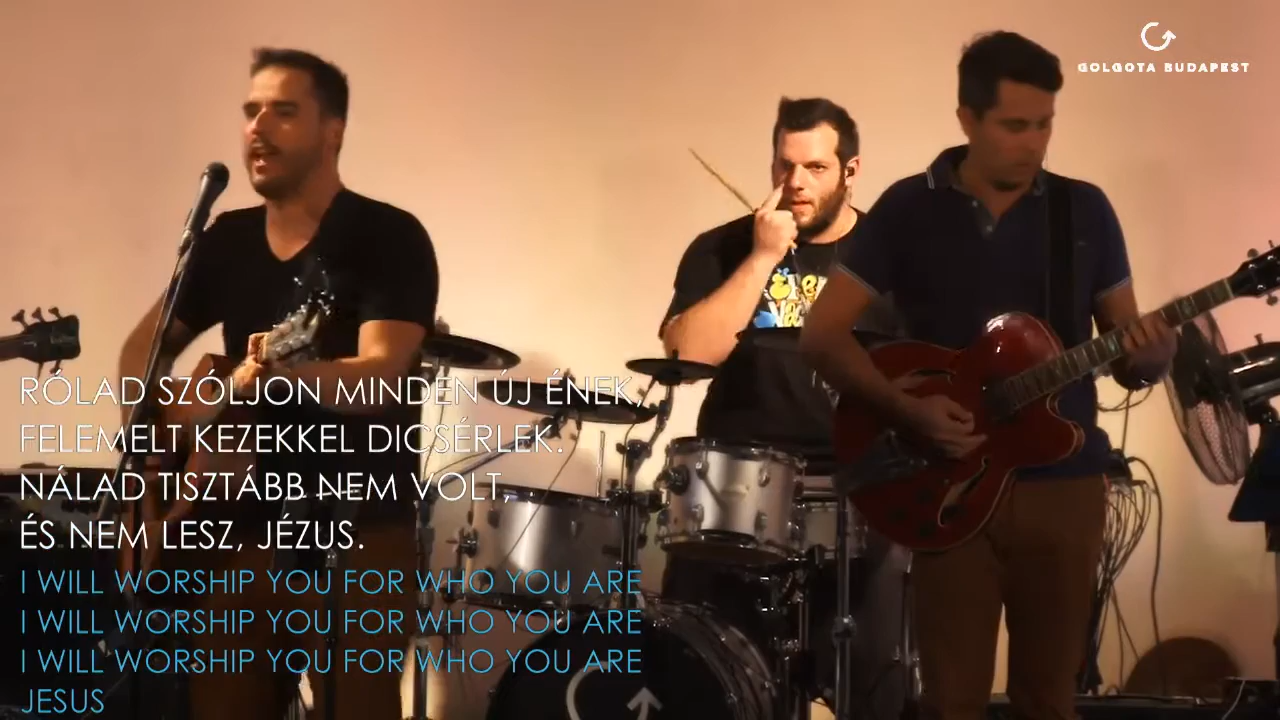 GOLGOTA BUDAPEST
RÓLAD SZÓLJON MINDEN ÚJ ÉNEK,
FELEMELT KEZEKKEL DICSÉRLEK.
NÁLAD TISZTÁBB NEM VOLT,
ÉS NEM LESZ, JÉZUS.
I WILL WORSHIP YOU FOR WHO YOU ARE
I WILL WORSHIP YOU FOR WHO YOU ARE
I WILL WORSHIP YOU FOR WHO YOU ARE
JESUS